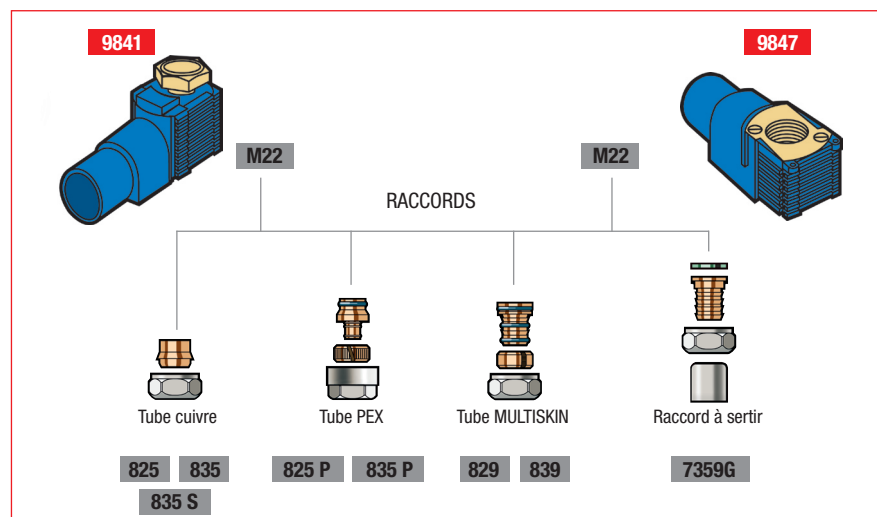 9841
9847
M22
M22
RACCORDS
Tube cuivre
Tube PEX
Tube MULTISKIN
Raccord à sertir
825
835
825 P
835 P
829
839
7359G
835 S